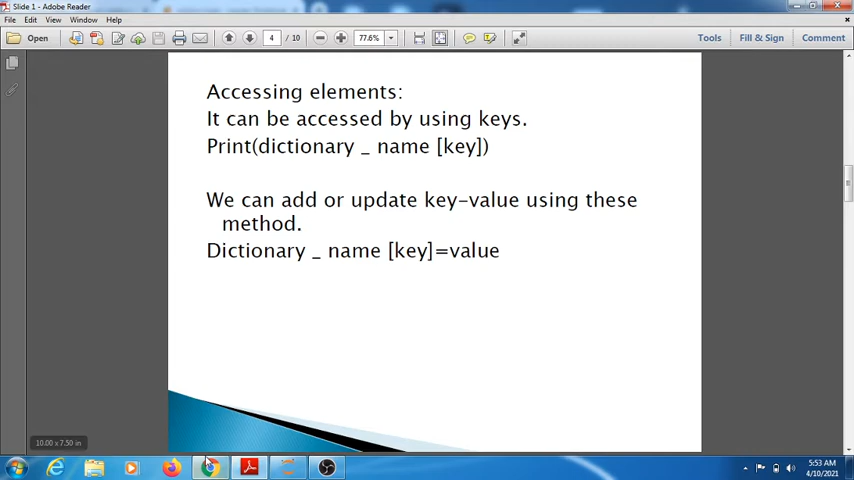 Slide 1 - Adobe Reader
File Edit View Window Help
Open 4 / 10 77.6% Tools Fill & Sign Comment
Accessing elements:
It can be accessed by using keys.
Print(dictionary _ name [key])
We can add or update key-value using these
method.
Dictionary _ name [key]=value
10.00 x 7.50 in
5:53 AM
4/10/2021